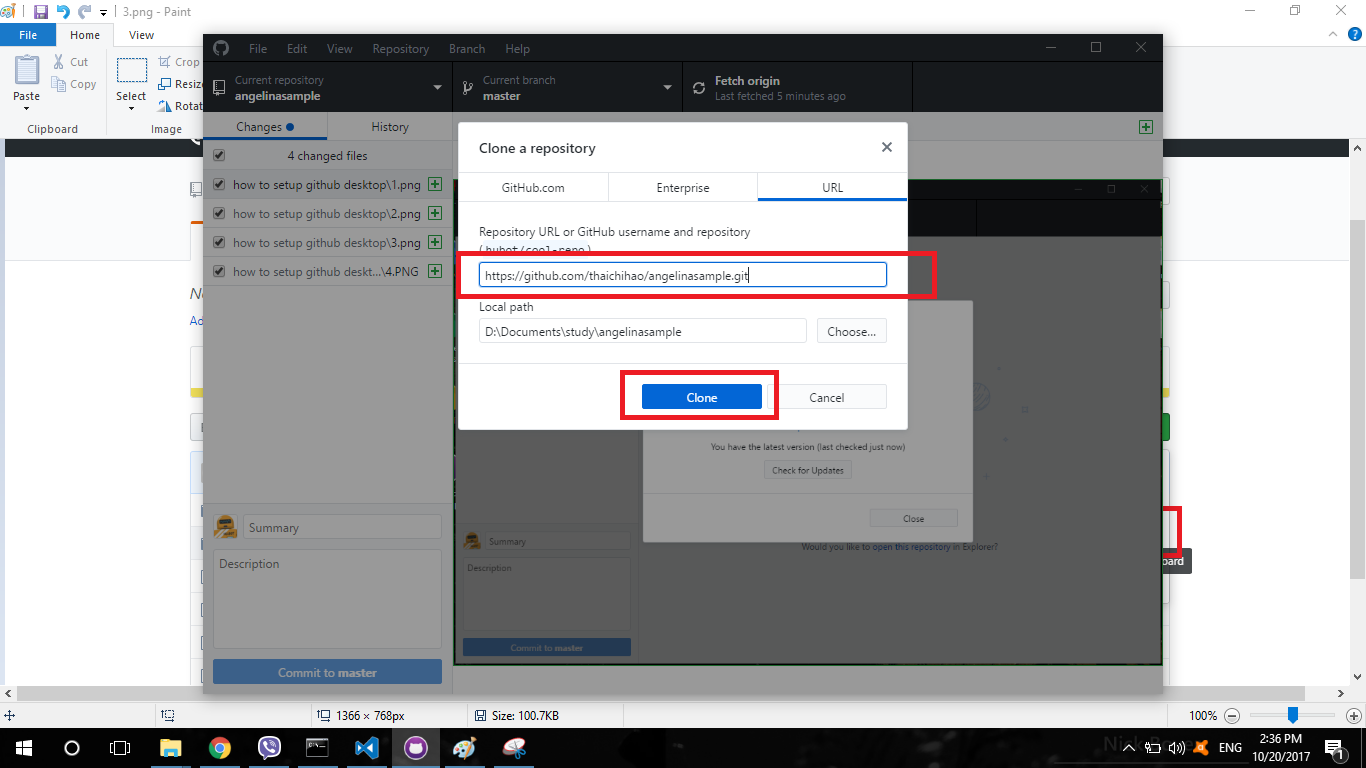 3.png - Paint
File Home View
Paste
Cut
Copy
Clipboard
Select
Crop
Resiz
Rotat
Image
File Edit View Repository Branch Help
Current repository
angelinasample
Current branch
master
Fetch origin
Last fetched 5 minutes ago
Changes History
4 changed files
how to setup github desktop\1.png
how to setup github desktop\2.png
how to setup github desktop\3.png
how to setup github deskt...\4.PNG
Summary
Description
Commit to master
Clone a repository
GitHub.com Enterprise URL
Repository URL or GitHub username and repository
(hubot/cool-repo)
https://github.com/thaichihao/angelinasample.git
Local path
D:\Documents\study\angelinasample
Choose...
Clone Cancel
You have the latest version (last checked just now)
Check for Updates
Close
Would you like to open this repository in Explorer?
Summary
Description
Commit to master
No
Ad
oard
1366 × 768px
Size: 100.7KB
100%
ENG
2:36 PM
10/20/2017
1